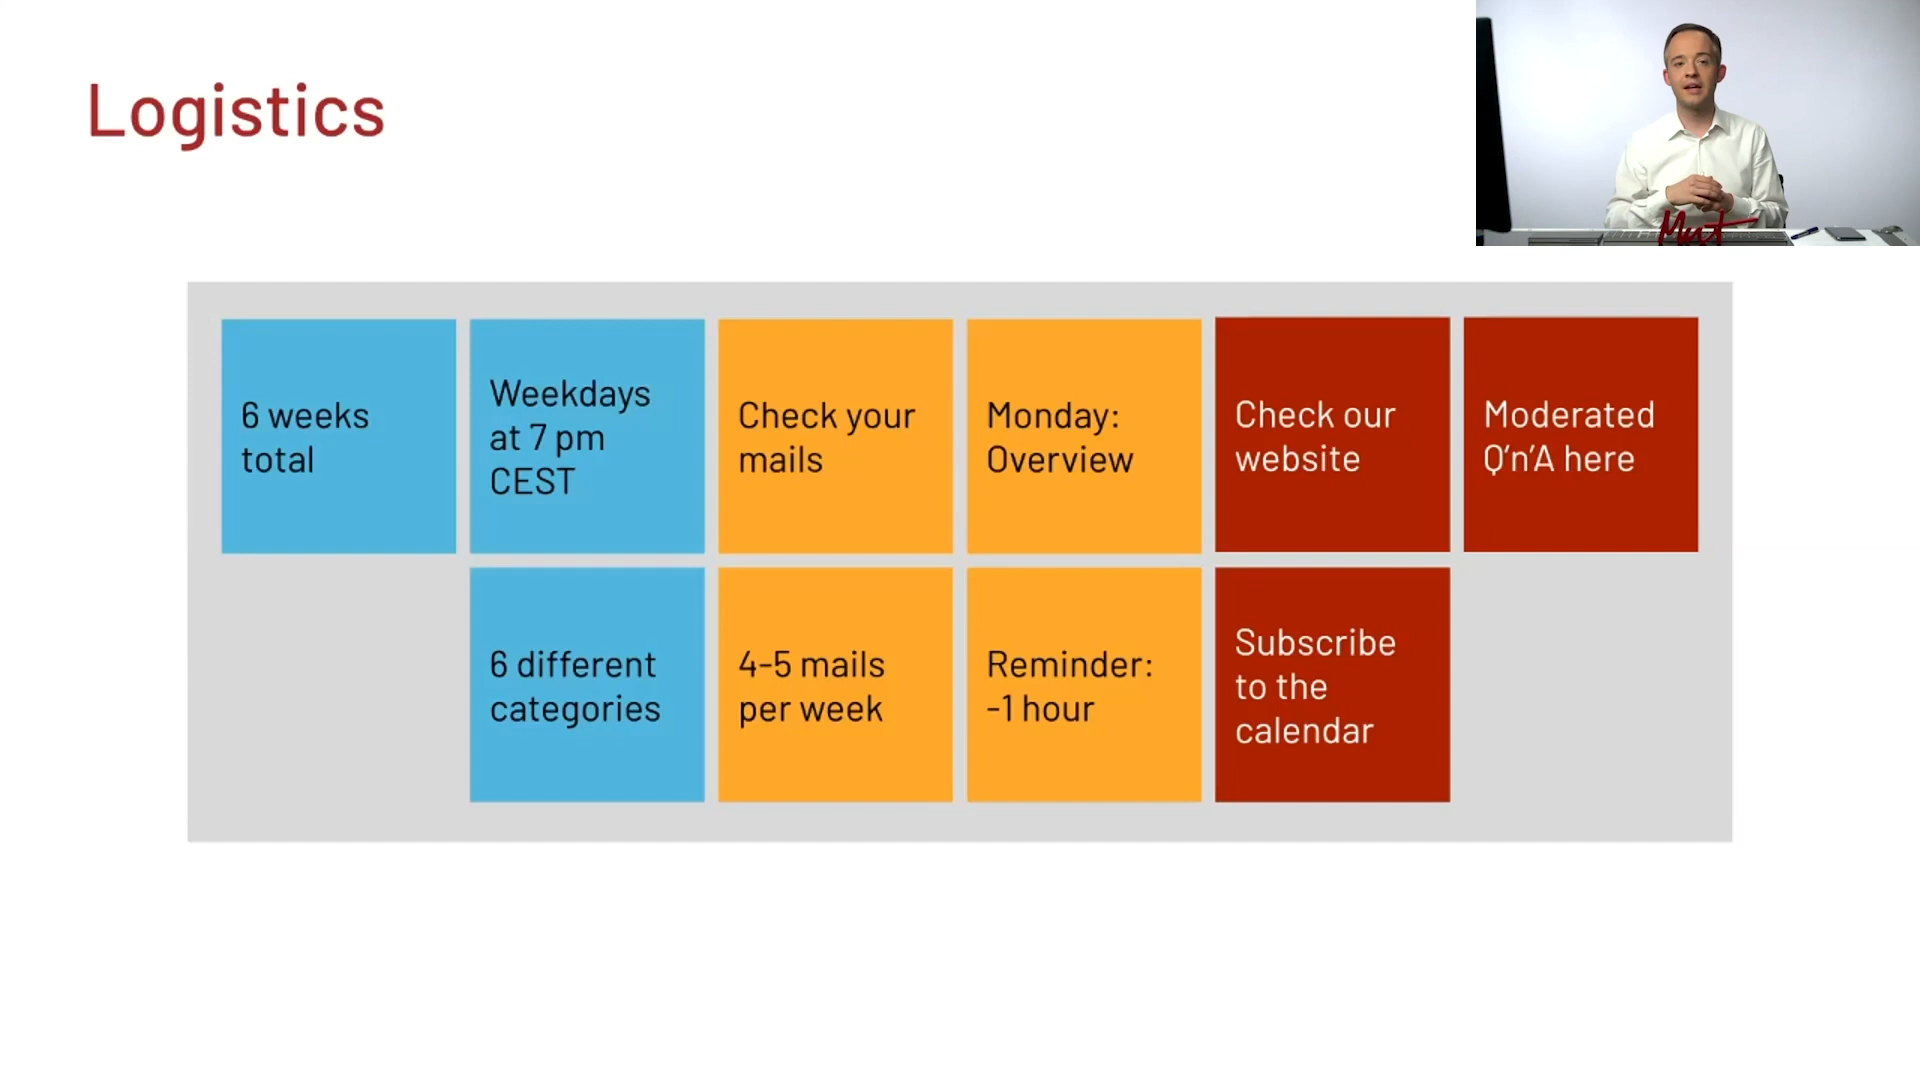 Logistics
Mut
6 weeks
total
Weekdays
at 7 pm
CEST
Check your
mails
Monday:
Overview
Check our
website
Moderated
Q'n'A here
6 different
categories
4-5 mails
per week
Reminder:
-1 hour
Subscribe
to the
calendar